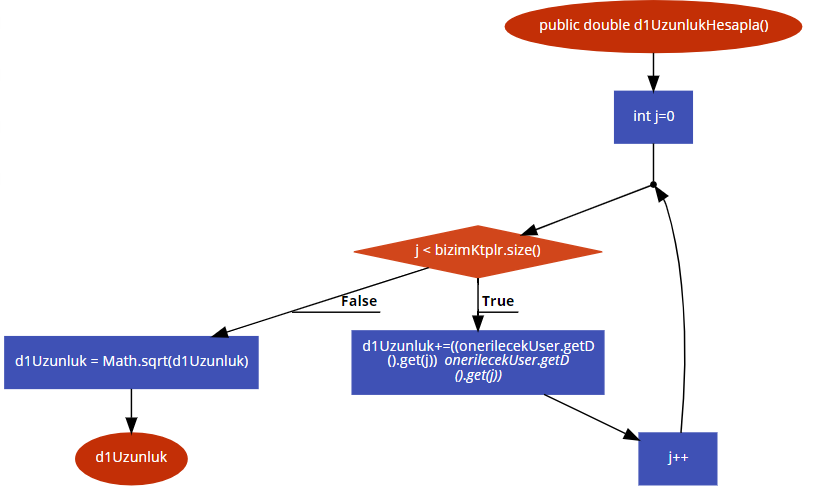 public double d1UzunlukHesapla()
int j=0
j < bizimKtplr.size()
False
True
d1Uzunluk = Math.sqrt(d1Uzunluk)
d1Uzunluk+=((onerilecekUser.getD
().get(j)) onerilecekUser.getD
().get(j))
d1Uzunluk
j++